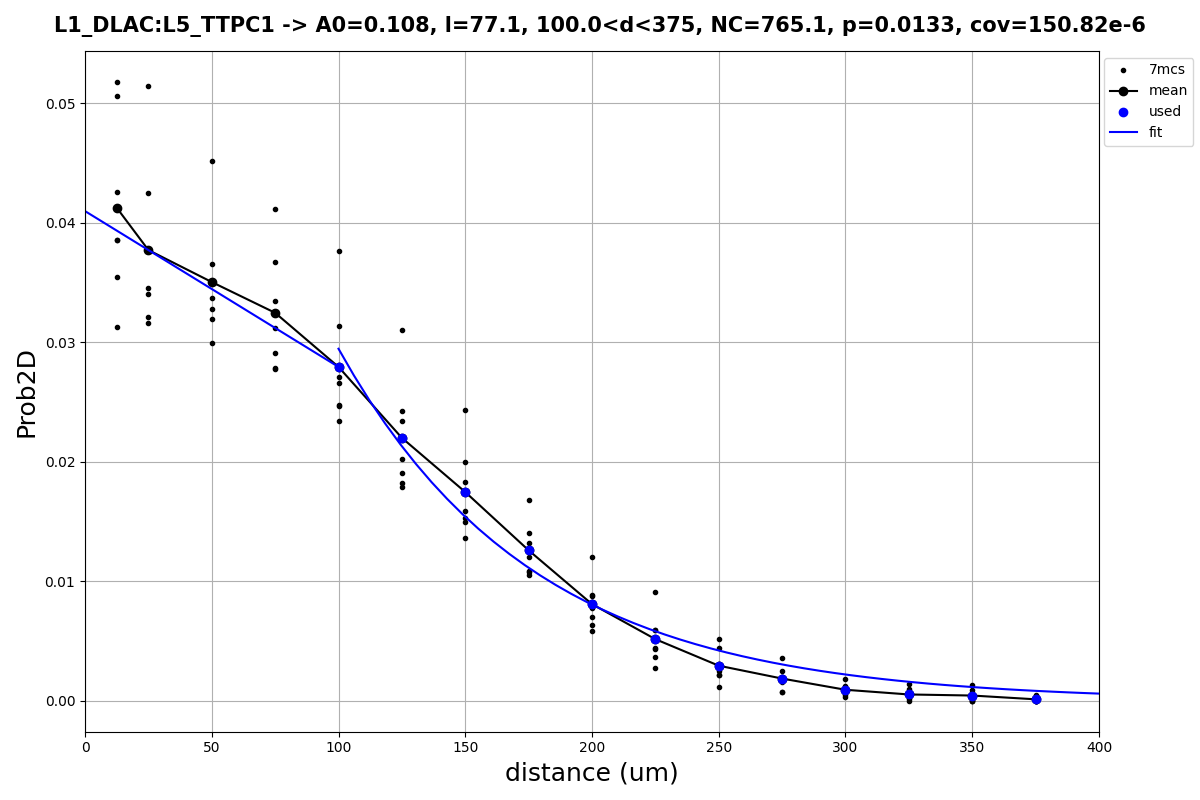 L1_DLAC:L5_TTPC1 -> A0=0.108, l=77.1, 100.0<d<375, NC=765.1, p=0.0133, cov=150.82e-6
7mcs
mean
used
fit
0.05
0.04
0.03
0.02
0.01
0.00
Prob2D
0 50 100 150 200 250 300 350 400
distance (um)